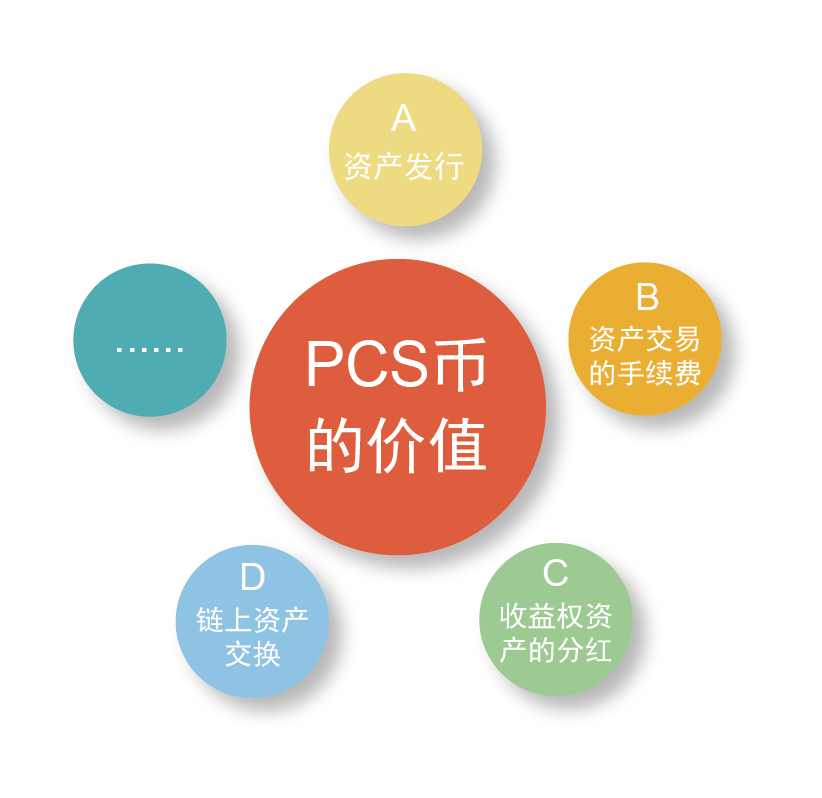 A
资产发行
B
资产交易
的手续费
PCS币
的价值
……
D
链上资产
交换
C
收益权资
产的分红